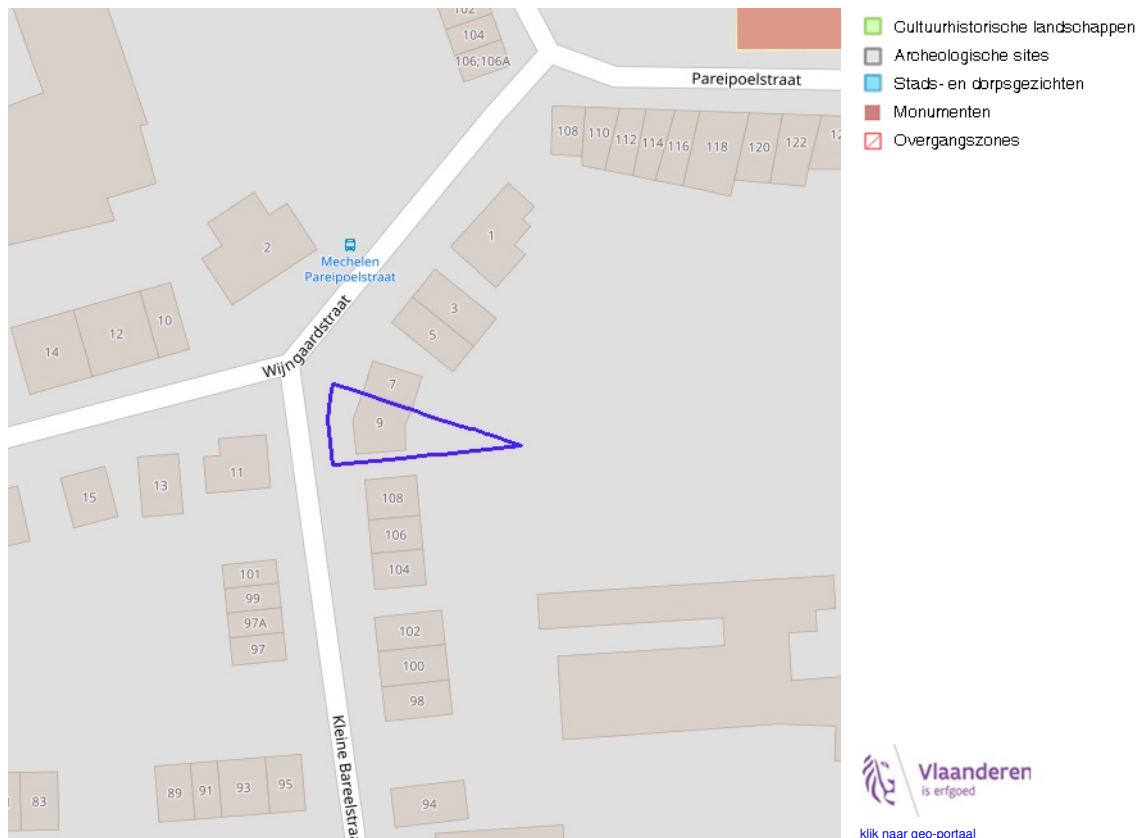 102
104
106;106A
Pareipoelstraat
108
110
112
114
116
118
120
122
12
1
2
Mechelen
Pareipoelstraat
3
5
10
12
14
Wijngaardstraat
7
9
11
13
15
108
106
104
101
99
97A
97
102
100
98
Kleine Bareelstraa
89
91
93
95
83
94
Cultuurhistorische landschappen
Archeologische sites
Stads- en dorpsgezichten
Monumenten
Overgangszones
Vlaanderen
is erfgoed
klik naar geo-portaal